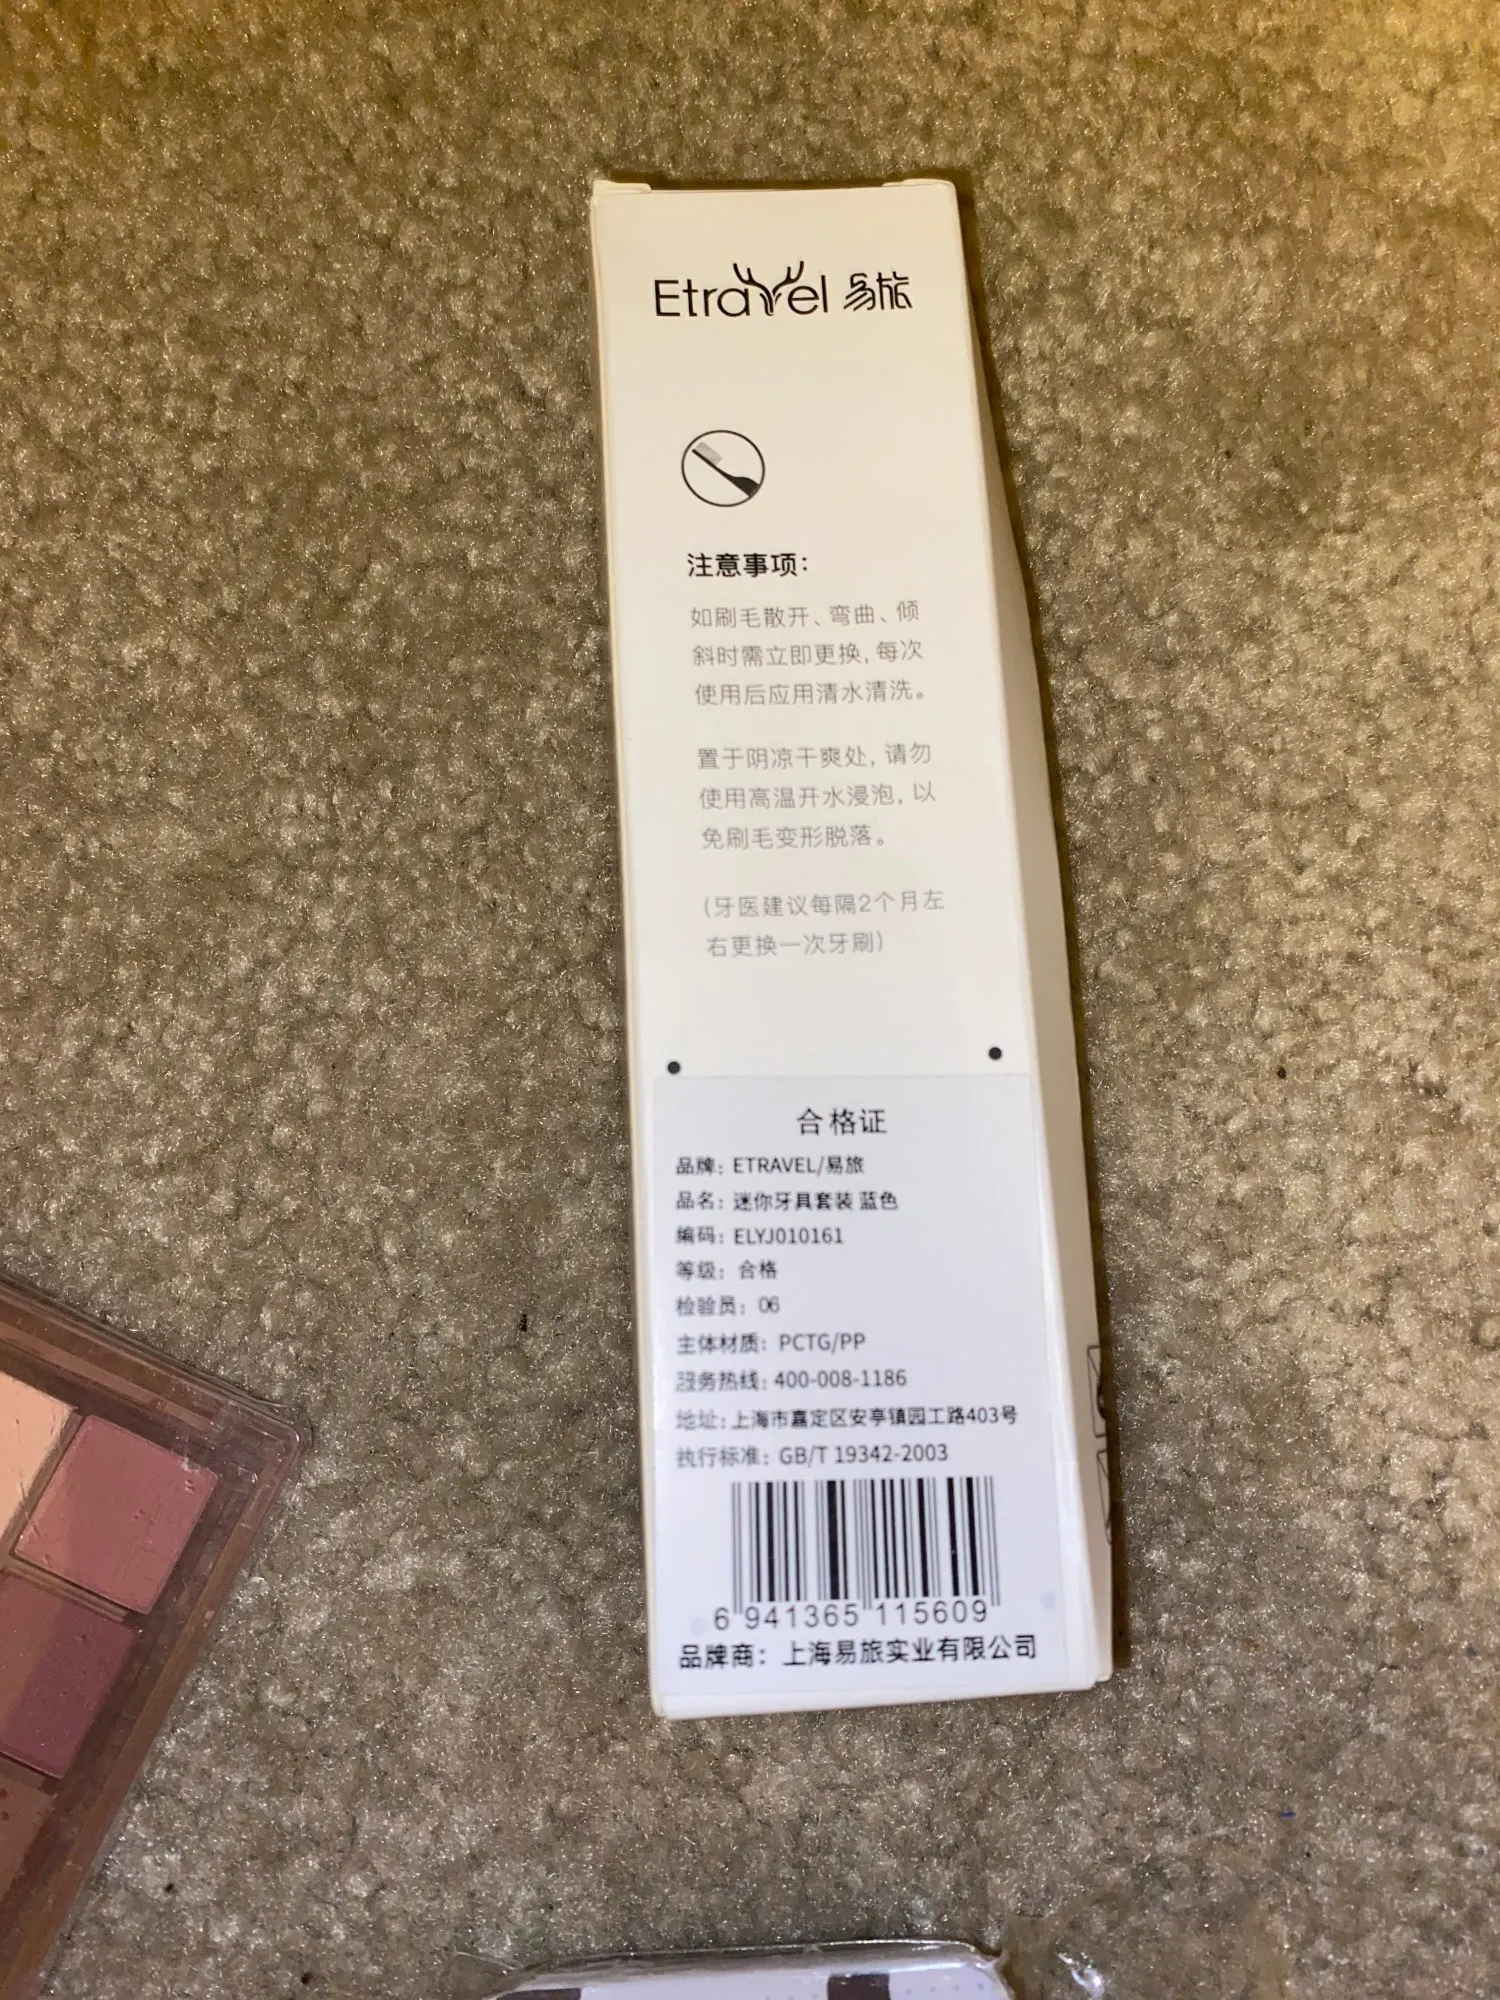 Etravel 易旅
注意事项：
如刷毛散开、弯曲、倾
斜时需立即更换，每次
使用后应用清水清洗。
置于阴凉干爽处，请勿
使用高温开水浸泡，以
免刷毛变形脱落。
（牙医建议每隔2个月左
右更换一次牙刷）
合格证
品牌：ETRAVEL/易旅
品名：迷你牙具套装 蓝色
编码：ELYJ010161
等级：合格
检验员：06
主体材质：PCTG/PP
服务热线：400-008-1186
地址：上海市嘉定区安亭镇园工路403号
执行标准：GB/T 19342-2003
6 941365 115609
品牌商：上海易旅实业有限公司